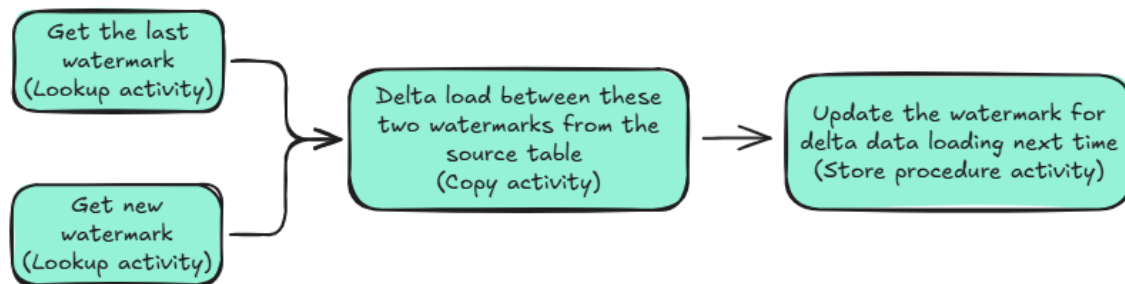 Get the last
watermark
(Lookup activity)
Get new
watermark
(Lookup activity)
Delta load between these
two watermarks from the
source table
(Copy activity)
Update the watermark for
delta data loading next time
(Store procedure activity)